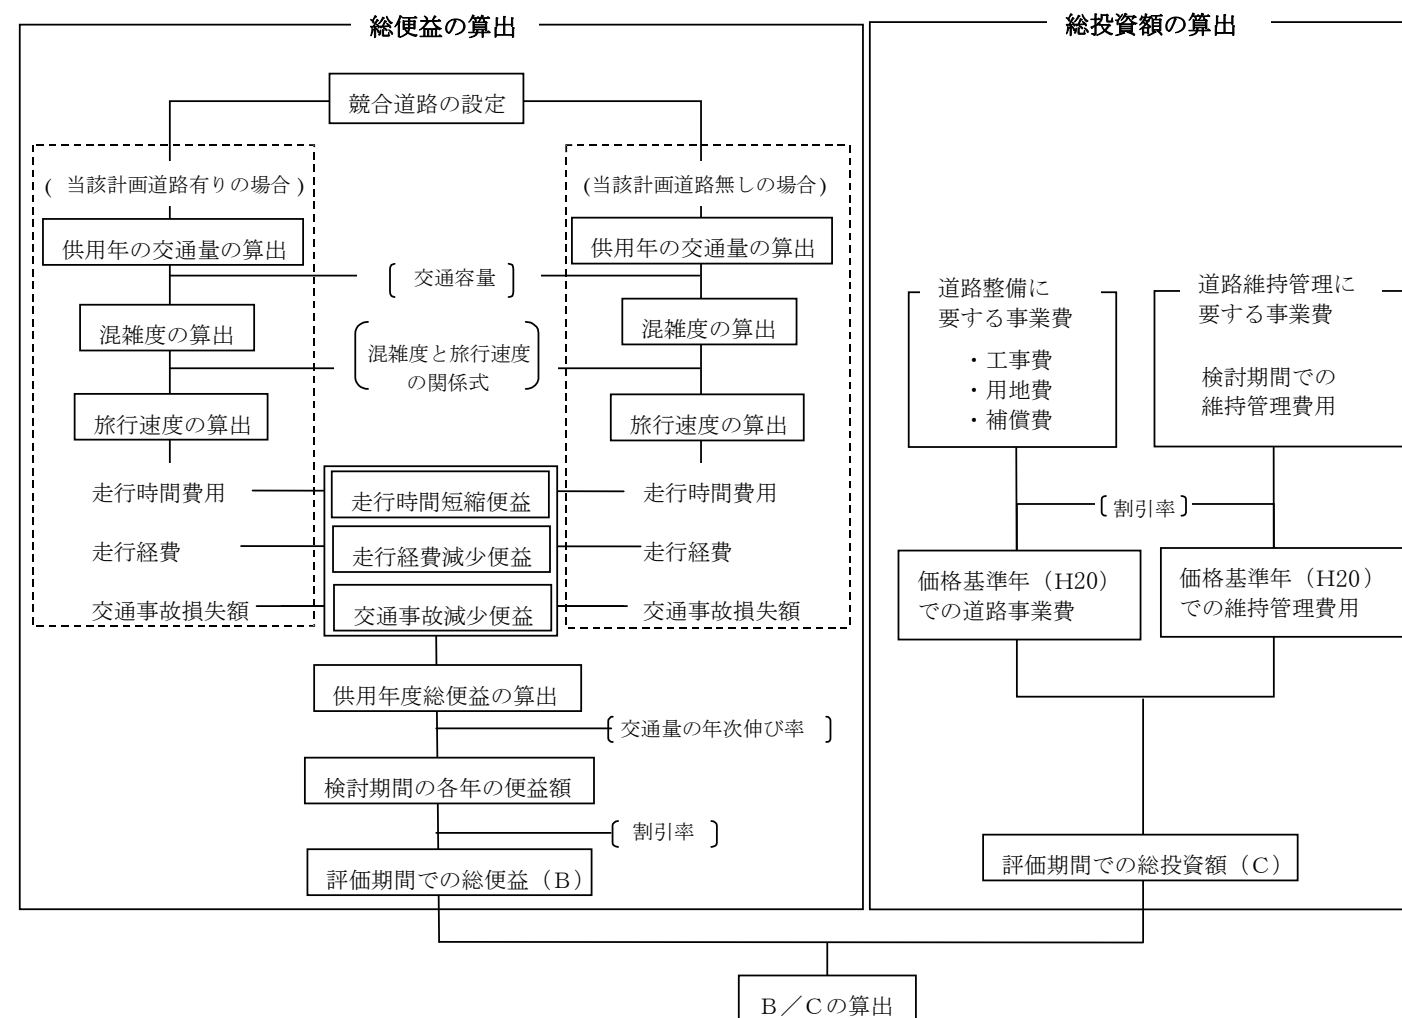 総便益の算出
競合道路の設定
( 当該計画道路有りの場合 )
(当該計画道路無しの場合)
供用年の交通量の算出
供用年の交通量の算出
〔 交通容量 〕
混雑度の算出
混雑度の算出
混雑度と旅行速度
の関係式
旅行速度の算出
旅行速度の算出
走行時間費用
走行時間短縮便益
走行時間費用
走行経費
走行経費減少便益
走行経費
交通事故損失額
交通事故減少便益
交通事故損失額
供用年度総便益の算出
〔 交通量の年次伸び率 〕
検討期間の各年の便益額
〔 割引率 〕
評価期間での総便益（B）
総投資額の算出
道路整備に
要する事業費
・工事費
・用地費
・補償費
道路維持管理に
要する事業費
検討期間での
維持管理費用
〔 割引率 〕
価格基準年（H20）
での道路事業費
価格基準年（H20）
での維持管理費用
評価期間での総投資額（C）
B／Cの算出